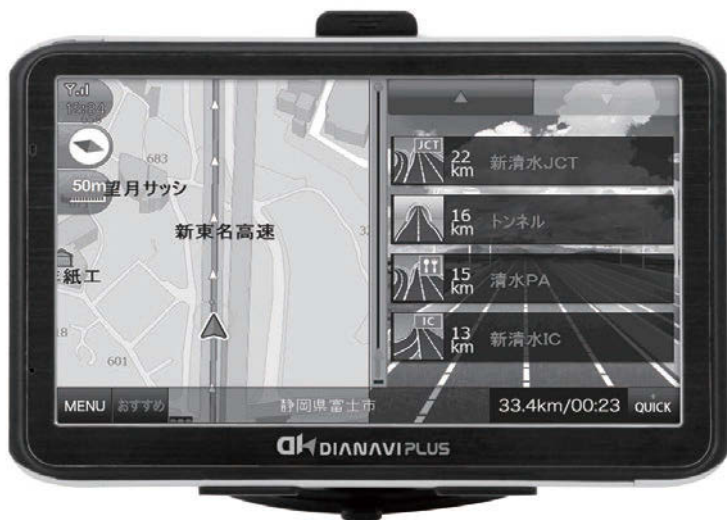 683
50m
望月サッシ
新東名高速
紙工
18
601
MENU おすすめ
静岡県富士市
JCT 22 km 新清水JCT
16 km トンネル
15 km 清水PA
IC 13 km 新清水IC
33.4km/00:23 QUICK
DIANAVI PLUS